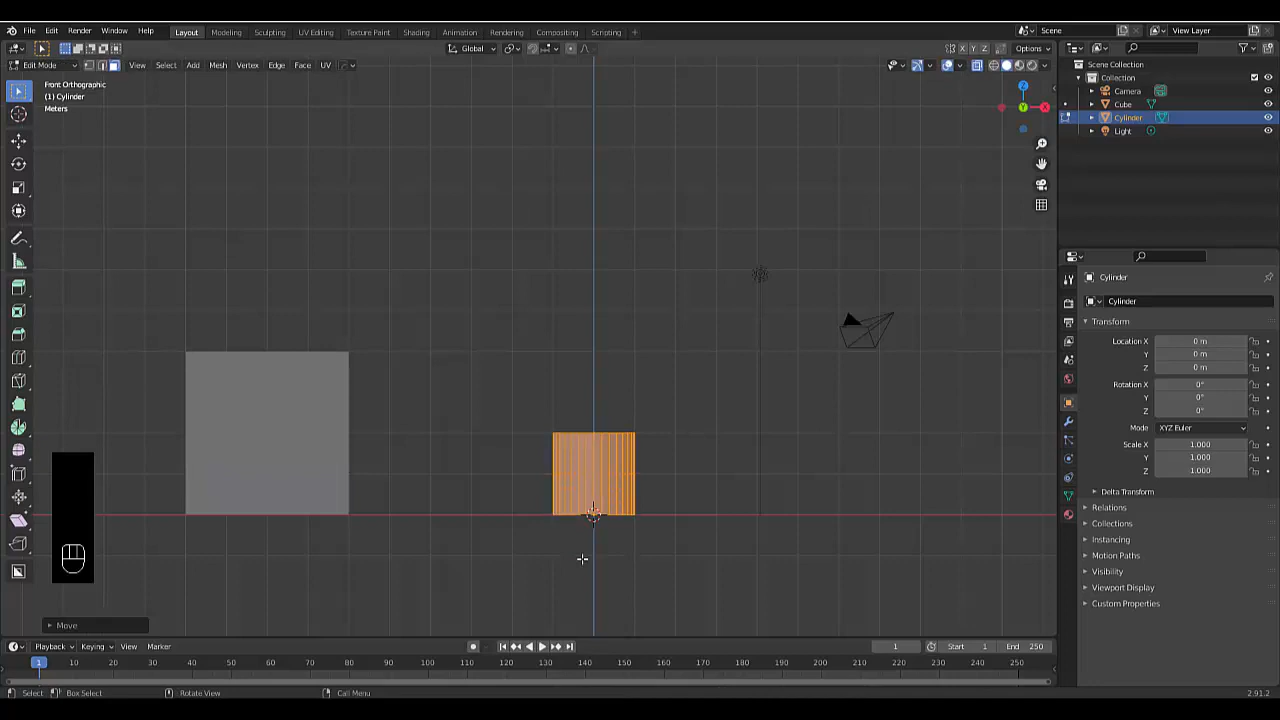 File Edit Render Window Help Layout Modeling Sculpting UV Editing Texture Paint Shading Animation Rendering Compositing Scripting + Scene View Layer
Global Options
Edit Mode View Select Add Mesh Vertex Edge Face UV X Y Z
Front Orthographic
(1) Cylinder
Meters
Z
Y
X
Scene Collection
Collection
Camera
Cube
Cylinder
Light
Cylinder
Cylinder
Transform
Location X 0 m
Y 0 m
Z 0 m
Rotation X 0°
Y 0°
Z 0°
Mode XYZ Euler
Scale X 1.000
Y 1.000
Z 1.000
Delta Transform
Relations
Collections
Instancing
Motion Paths
Visibility
Viewport Display
Custom Properties
Move
Playback Keying View Marker 1 Start 1 End 250
1 10 20 30 40 50 60 70 80 90 100 110 120 130 140 150 160 170 180 190 200 210 220 230 240 250
Select Box Select Rotate View Call Menu 2.91.2